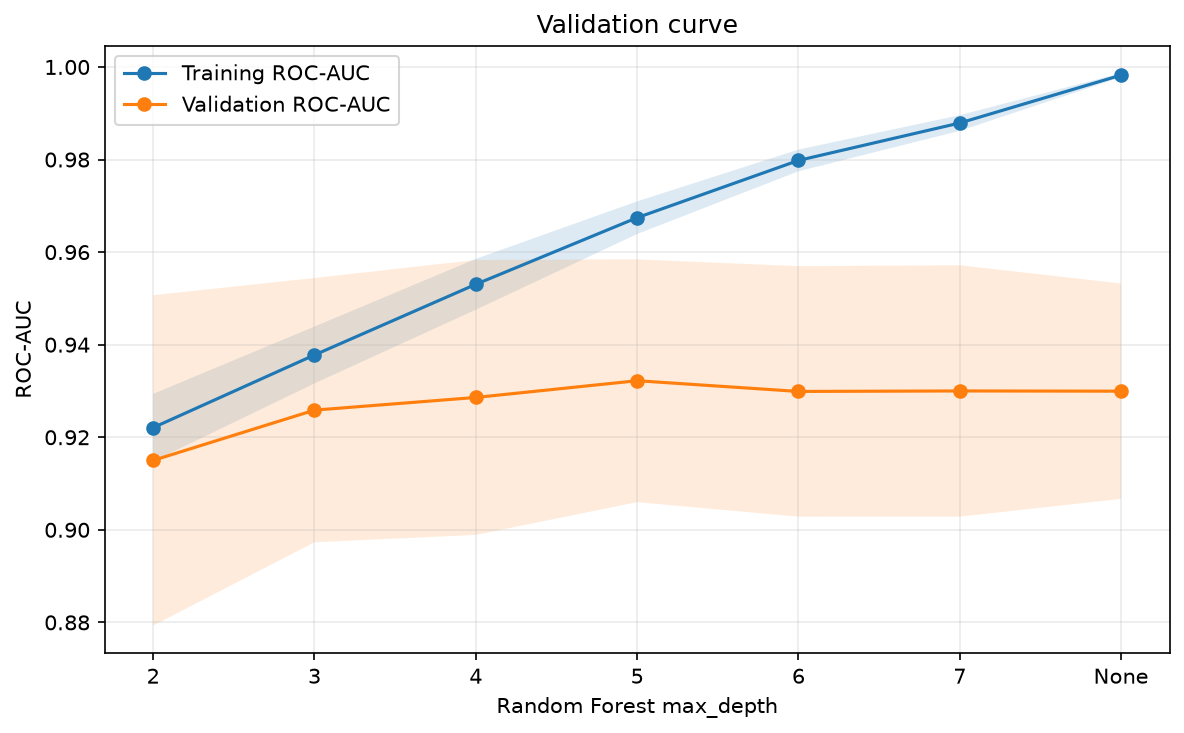 Validation curve
Training ROC-AUC
Validation ROC-AUC
ROC-AUC
1.00
0.98
0.96
0.94
0.92
0.90
0.88
2 3 4 5 6 7 None
Random Forest max_depth